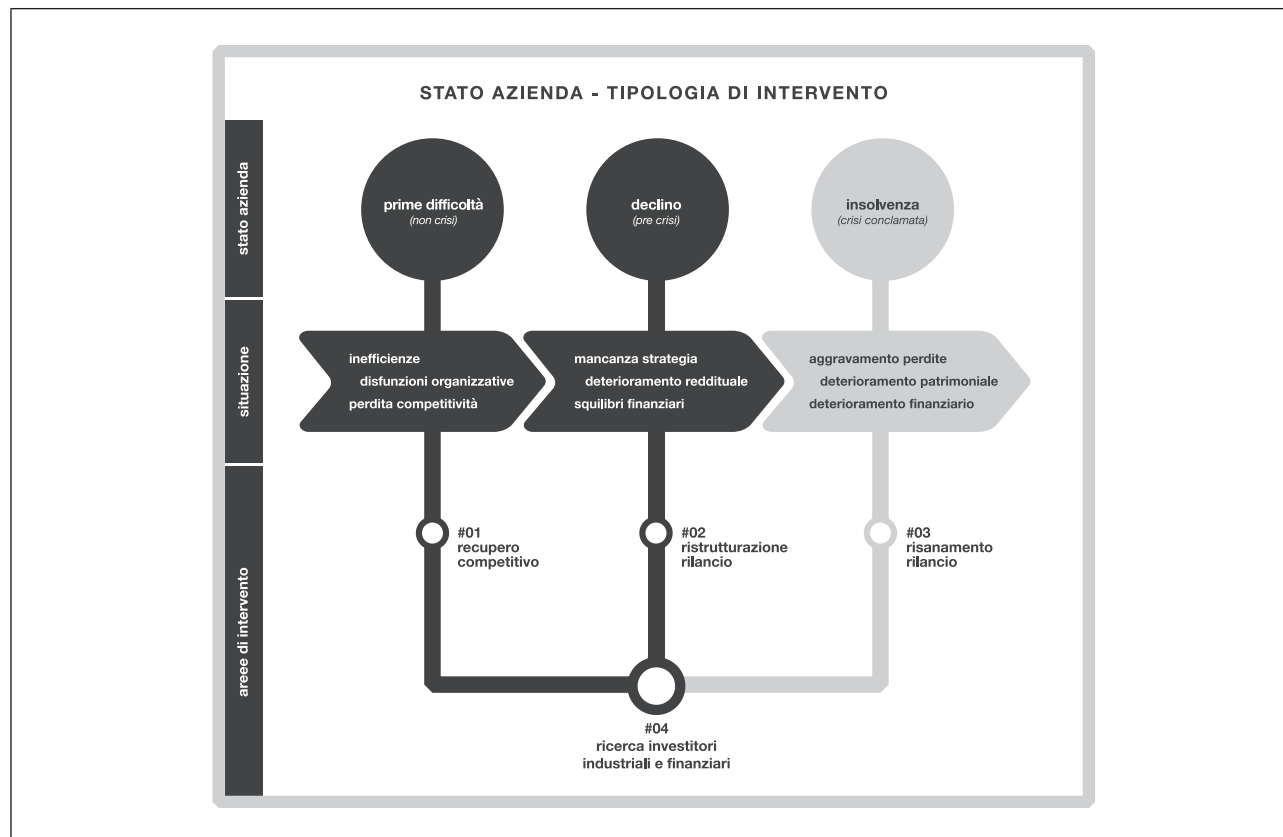 STATO AZIENDA - TIPOLOGIA DI INTERVENTO
stato azienda
prime difficoltà
(non crisi)
declino
(pre crisi)
insolvenza
(crisi conclamata)
situazione
inefficienze
disfunzioni organizzative
perdita competitività
mancanza strategia
deterioramento reddituale
squilibri finanziari
aggravamento perdite
deterioramento patrimoniale
deterioramento finanziario
areee di intervento
#01
recupero
competitivo
#02
ristrutturazione
rilancio
#03
risanamento
rilancio
#04
ricerca investitori
industriali e finanziari